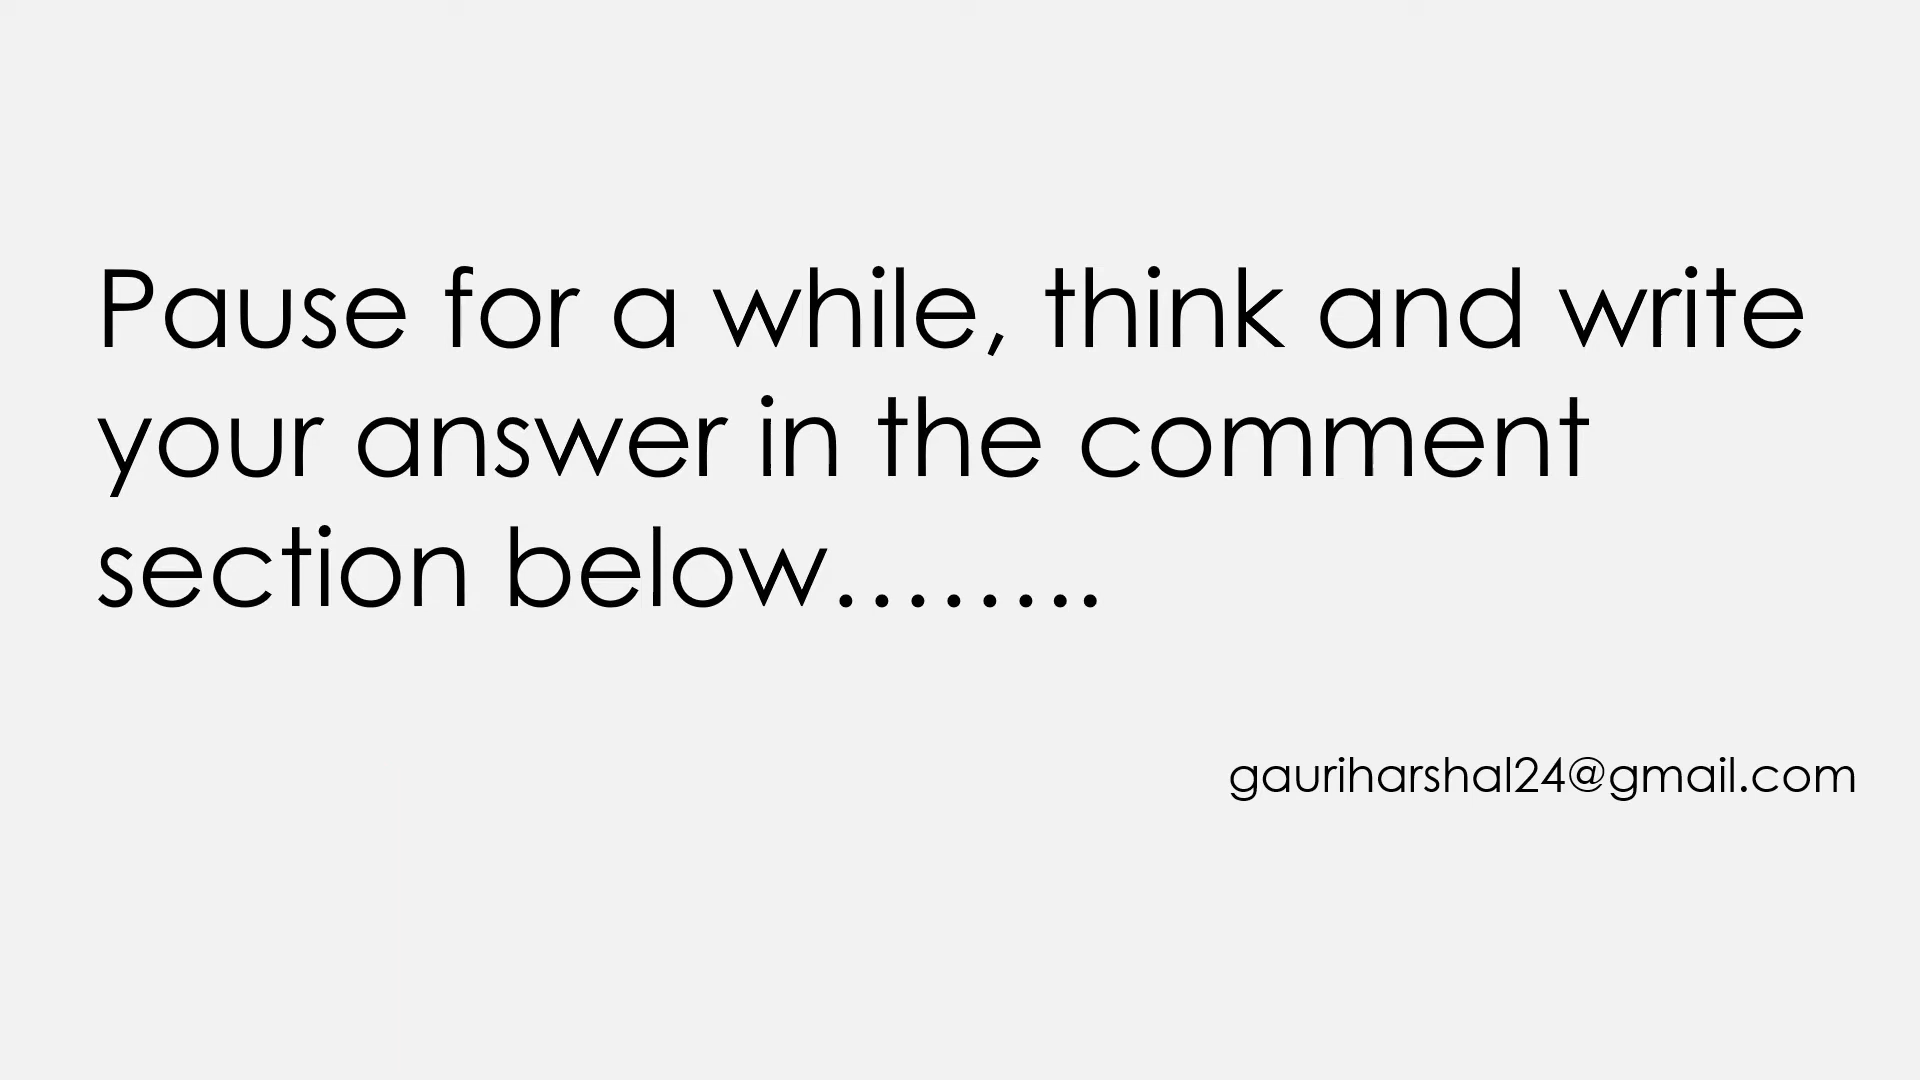 Pause for a while, think and write
your answer in the comment
section below……..
gauriharshal24@gmail.com